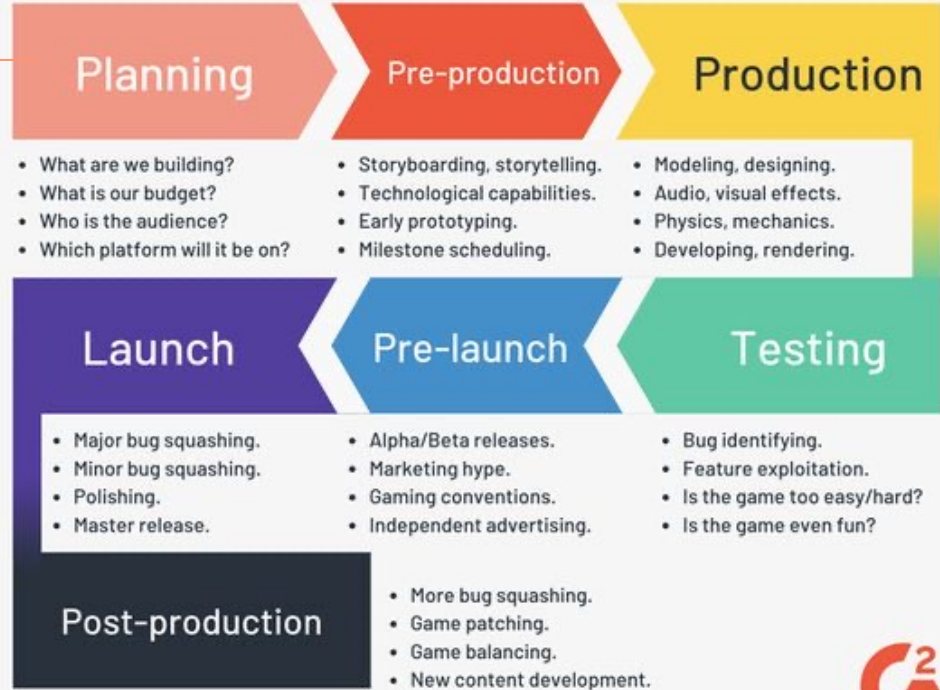 Planning
Pre-production
Production
• What are we building?
• What is our budget?
• Who is the audience?
• Which platform will it be on?
• Storyboarding, storytelling.
• Technological capabilities.
• Early prototyping.
• Milestone scheduling.
• Modeling, designing.
• Audio, visual effects.
• Physics, mechanics.
• Developing, rendering.
Testing
• Bug identifying.
• Feature exploitation.
• Is the game too easy/hard?
• Is the game even fun?
Pre-launch
• Alpha/Beta releases.
• Marketing hype.
• Gaming conventions.
• Independent advertising.
Launch
• Major bug squashing.
• Minor bug squashing.
• Polishing.
• Master release.
Post-production
• More bug squashing.
• Game patching.
• Game balancing.
• New content development.
2